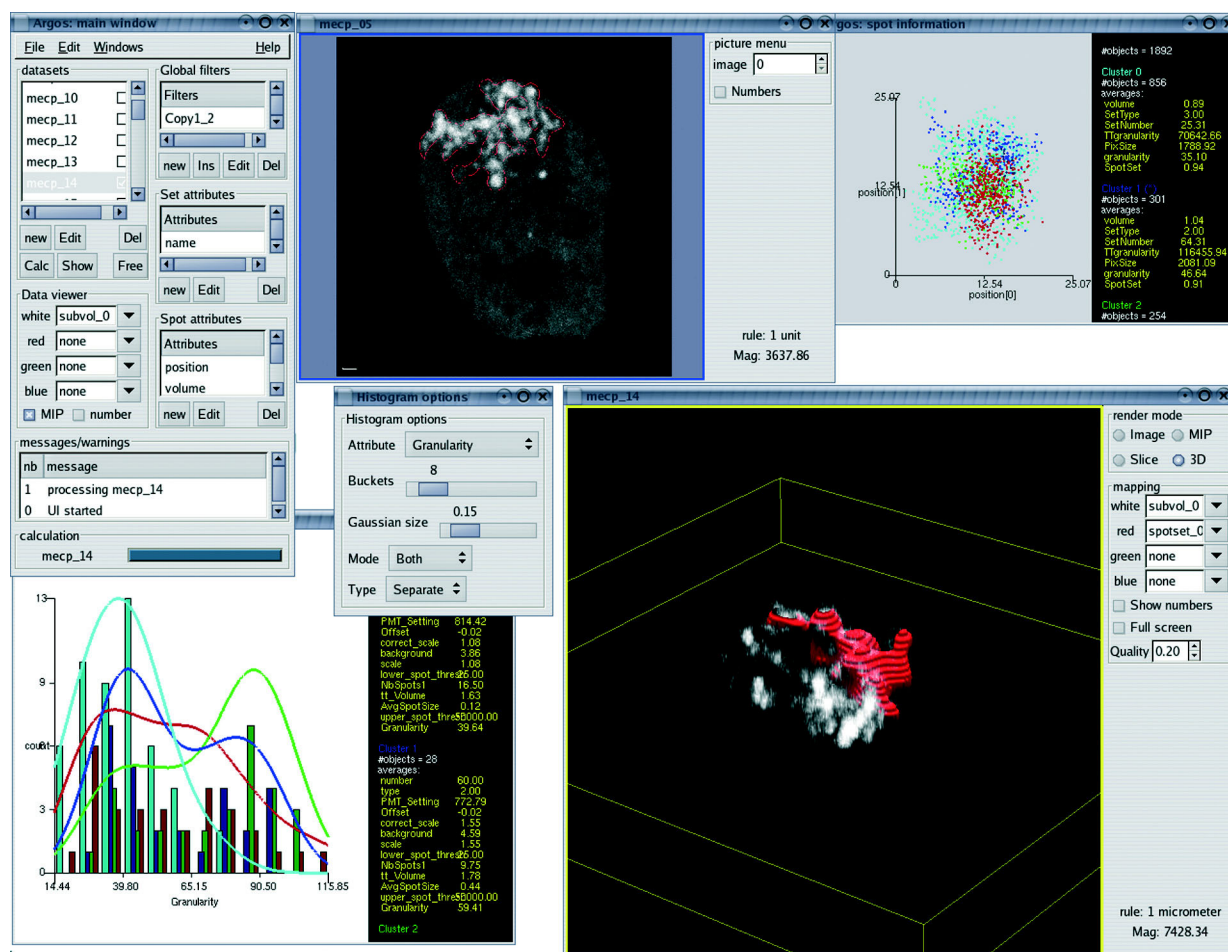 Argos: main window
File Edit Windows Help
datasets
mecp_10
mecp_11
mecp_12
mecp_13
mecp_14
new Edit Del
Calc Show Free
Data viewer
white subvol_0
red none
green none
blue none
MIP number
Global filters
Filters
Copy1_2
new Ins Edit Del
Set attributes
Attributes
name
new Edit Del
Spot attributes
Attributes
position
volume
new Edit Del
messages/warnings
nb message
1 processing mecp_14
0 UI started
calculation
mecp_14
mecp_05
picture menu
image 0
Numbers
rule: 1 unit
Mag: 3637.86
gos: spot information
25.07
12.54
position[1]
0
0 12.54 25.07
position[0]
#objects = 1892
Cluster 0
#objects = 856
averages:
volume 0.89
SetType 3.00
SetNumber 25.31
TTgranularity 70642.66
PixSize 1788.92
granularity 35.10
SpotSet 0.94
Cluster 1 (*)
#objects = 301
averages:
volume 1.04
SetType 2.00
SetNumber 64.31
TTgranularity 116455.94
PixSize 2081.09
granularity 46.64
SpotSet 0.91
Cluster 2
#objects = 254
Histogram options
Histogram options
Attribute Granularity
8
Buckets
0.15
Gaussian size
Mode Both
Type Separate
13
9
6
3
0
14.44 39.80 65.15 90.50 115.85
Granularity
PMT_Setting 814.42
Offset -0.02
correct_scale 1.08
background 3.86
scale 1.08
lower_spot_thres 25.00
NbSpots1 16.50
tt_Volume 1.63
AvgSpotSize 0.12
upper_spot_thres 50000.00
Granularity 39.64
Cluster 1
#objects = 28
averages:
number 60.00
type 2.00
PMT_Setting 772.79
Offset -0.02
correct_scale 1.55
background 4.59
scale 1.55
lower_spot_thres 25.00
NbSpots1 9.75
tt_Volume 1.78
AvgSpotSize 0.44
upper_spot_thres 50000.00
Granularity 59.41
Cluster 2
mecp_14
render mode
Image MIP
Slice 3D
mapping
white subvol_0
red spotset_0
green none
blue none
Show numbers
Full screen
Quality 0.20
rule: 1 micrometer
Mag: 7428.34